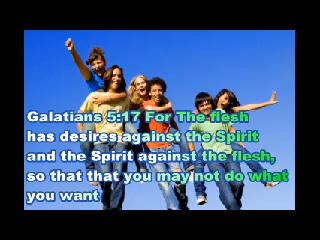 Galatians 5:17 For The flesh
has desires against the Spirit
and the Spirit against the flesh,
so that that you may not do what
you want